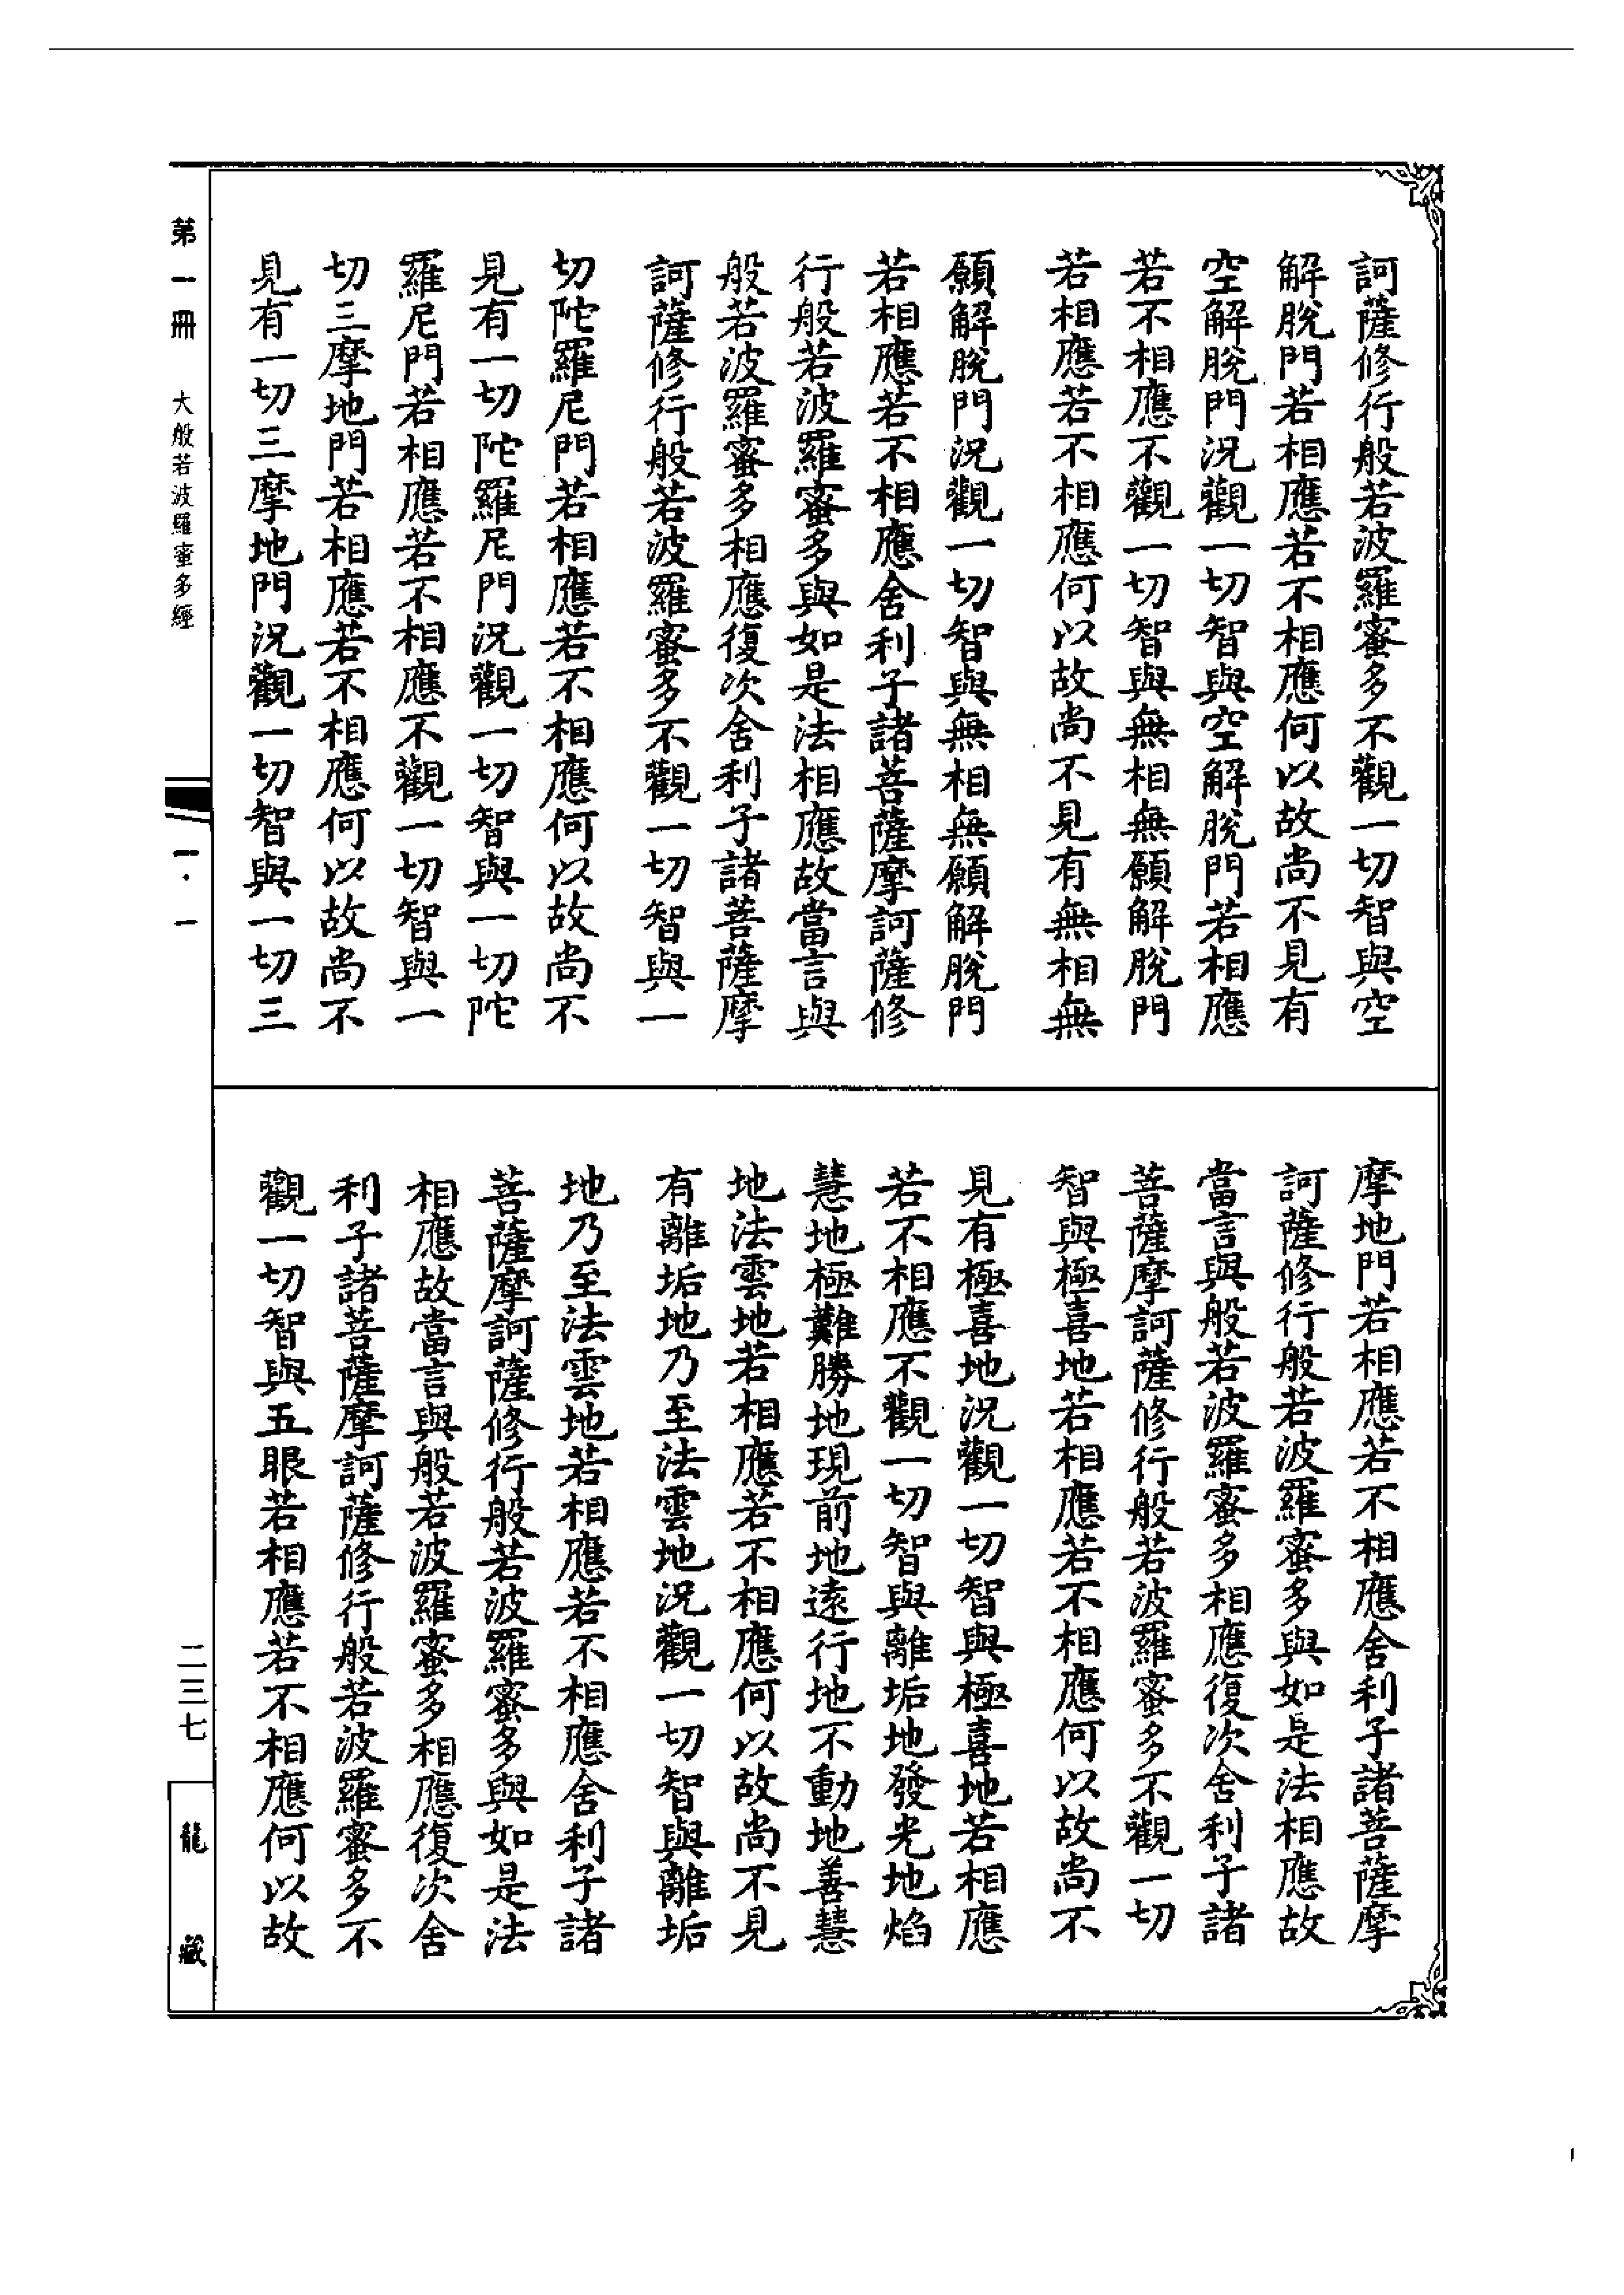 訶薩修行般若波羅蜜多不觀一切智與空
解脫門若相應若不相應何以故尚不見有
空解脫門況觀一切智與空解脫門若相應
若不相應不觀一切智與無相無願解脫門
若相應若不相應何以故尚不見有無相無
願解脫門況觀一切智與無相無願解脫門
若相應若不相應舍利子諸菩薩摩訶薩修
行般若波羅蜜多與如是法相應故當言與
般若波羅蜜多相應復次舍利子諸菩薩摩
訶薩修行般若波羅蜜多不觀一切智與一
切陀羅尼門若相應若不相應何以故尚不
見有一切陀羅尼門況觀一切智與一切陀
羅尼門若相應若不相應不觀一切智與一
切三摩地門若相應若不相應何以故尚不
見有一切三摩地門況觀一切智與一切三
摩地門若相應若不相應舍利子諸菩薩摩
訶薩修行般若波羅蜜多與如是法相應故
當言與般若波羅蜜多相應復次舍利子諸
菩薩摩訶薩修行般若波羅蜜多不觀一切
智與極喜地若相應若不相應何以故尚不
見有極喜地況觀一切智與極喜地若相應
若不相應不觀一切智與離垢地發光地焰
慧地極難勝地現前地遠行地不動地善慧
地法雲地若相應若不相應何以故尚不見
有離垢地乃至法雲地況觀一切智與離垢
地乃至法雲地若相應若不相應舍利子諸
菩薩摩訶薩修行般若波羅蜜多與如是法
相應故當言與般若波羅蜜多相應復次舍
利子諸菩薩摩訶薩修行般若波羅蜜多不
觀一切智與五眼若相應若不相應何以故
第一冊 大般若波羅蜜多經 一·一 二三七 龍藏